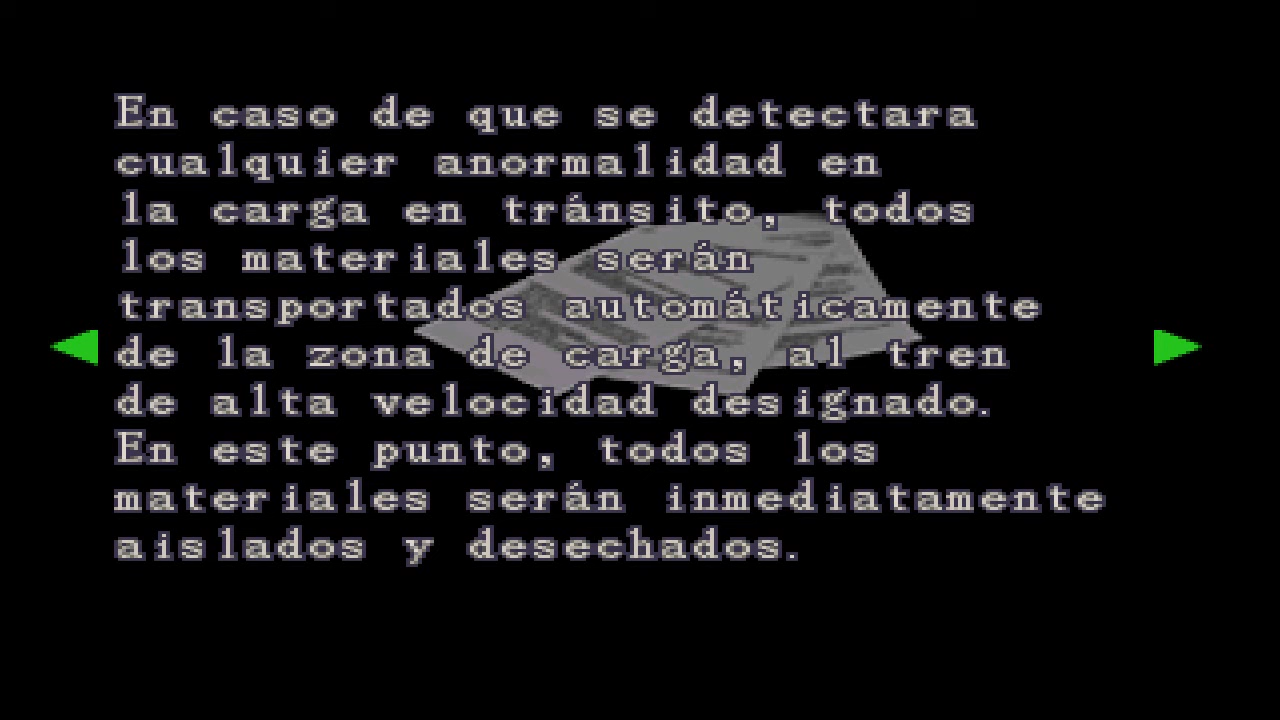 En caso de que se detectara
cualquier anormalidad en
la carga en tránsito, todos
los materiales serán
transportados automáticamente
de la zona de carga, al tren
de alta velocidad designado.
En este punto, todos los
materiales serán inmediatamente
aislados y desechados.